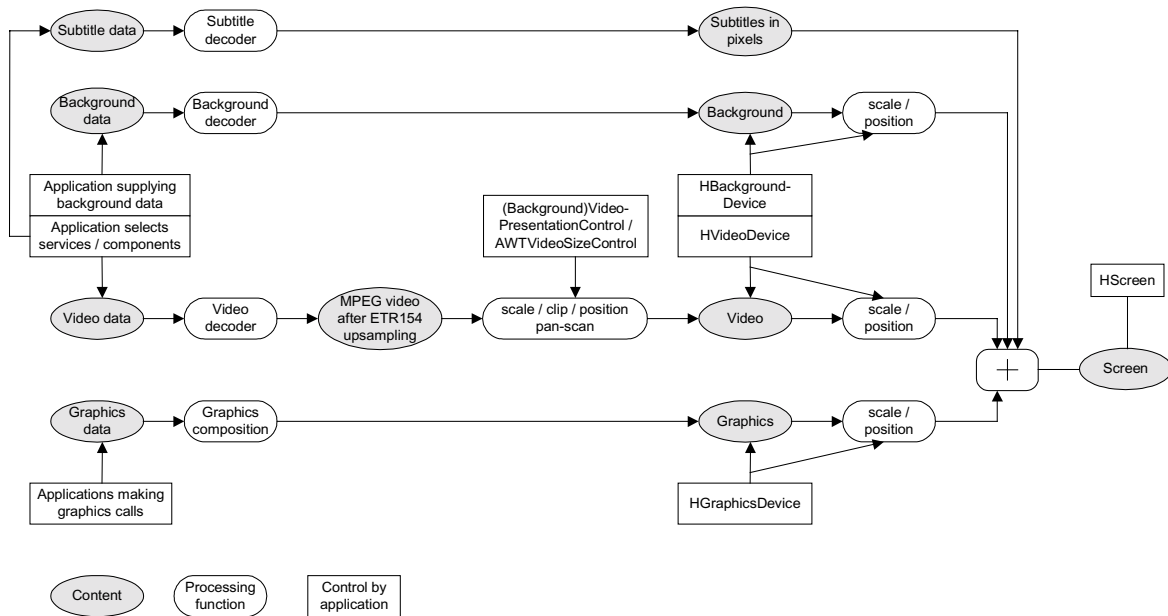 Subtitle data
Subtitle
decoder
Subtitles in
pixels
Background
data
Background
decoder
Background
scale /
position
Application supplying
background data
Application selects
services / components
(Background)Video-
PresentationControl /
AWTVideoSizeControl
HBackground-
Device
HVideoDevice
HScreen
Video data
Video
decoder
MPEG video
after ETR154
upsampling
scale / clip / position
pan-scan
Video
scale /
position
+
Screen
Graphics
data
Graphics
composition
Graphics
scale /
position
Applications making
graphics calls
HGraphicsDevice
Content
Processing
function
Control by
application